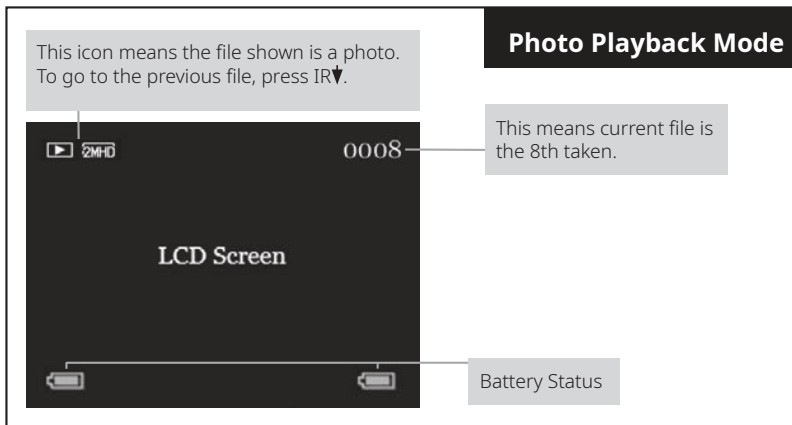 Photo Playback Mode
This icon means the file shown is a photo.
To go to the previous file, press IR▼.
2MHD
0008
This means current file is
the 8th taken.
LCD Screen
Battery Status